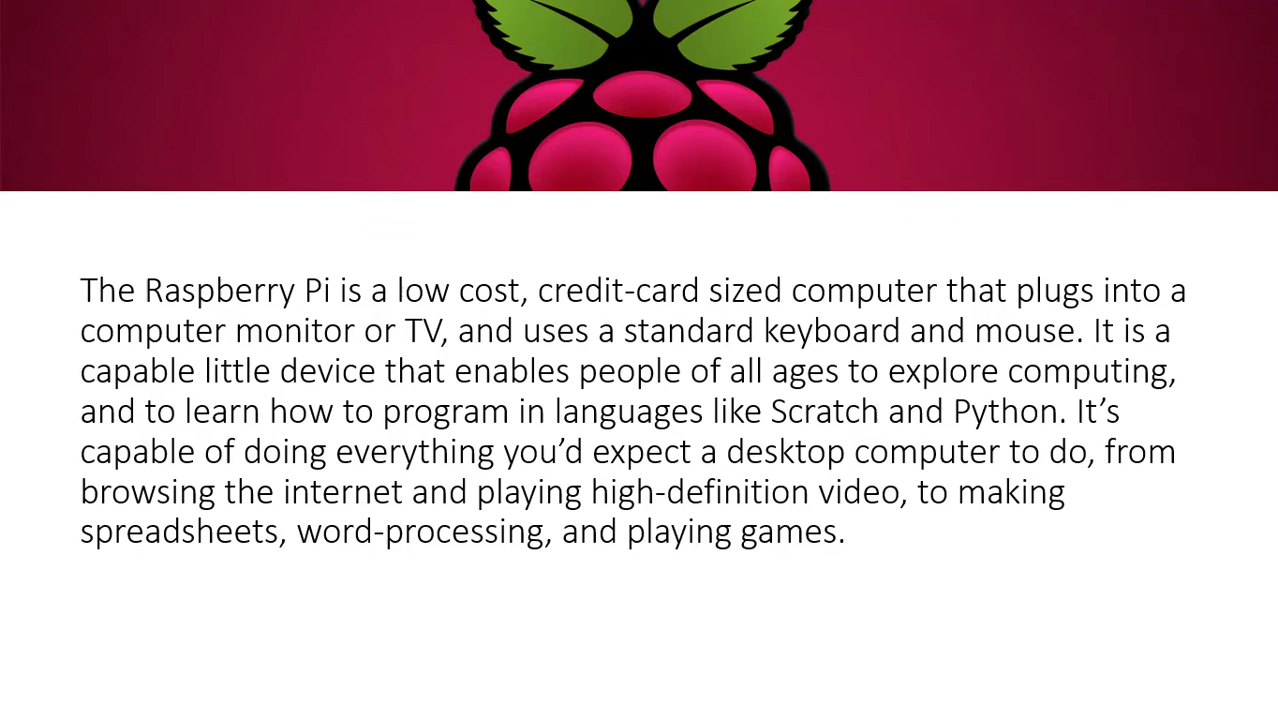 The Raspberry Pi is a low cost, credit-card sized computer that plugs into a
computer monitor or TV, and uses a standard keyboard and mouse. It is a
capable little device that enables people of all ages to explore computing,
and to learn how to program in languages like Scratch and Python. It’s
capable of doing everything you’d expect a desktop computer to do, from
browsing the internet and playing high-definition video, to making
spreadsheets, word-processing, and playing games.